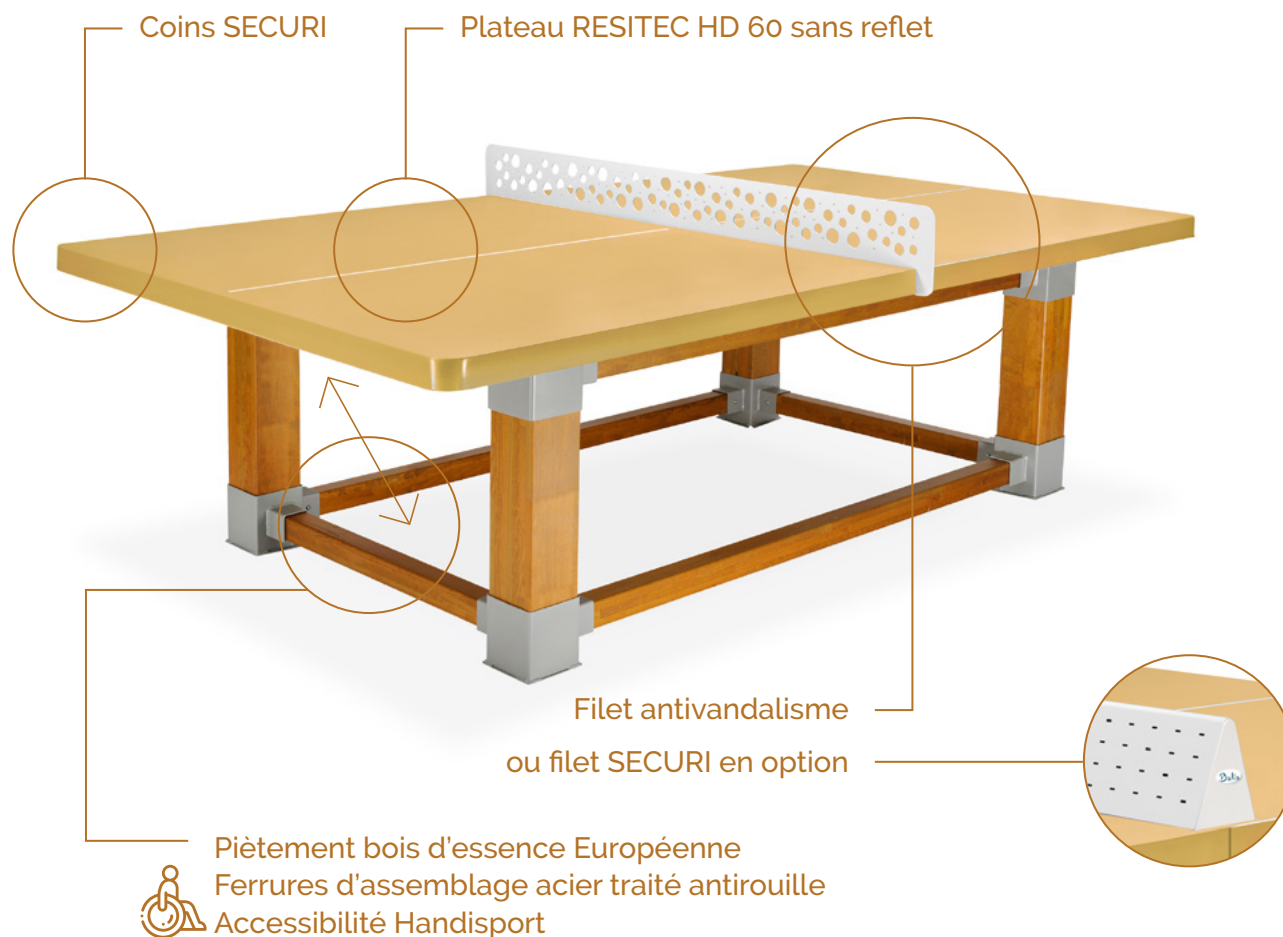 Coins SECURI
Plateau RESITEC HD 60 sans reflet
Filet antivandalisme
ou filet SECURI en option
Piètement bois d'essence Européenne
Ferrures d'assemblage acier traité antirouille
Accessibilité Handisport